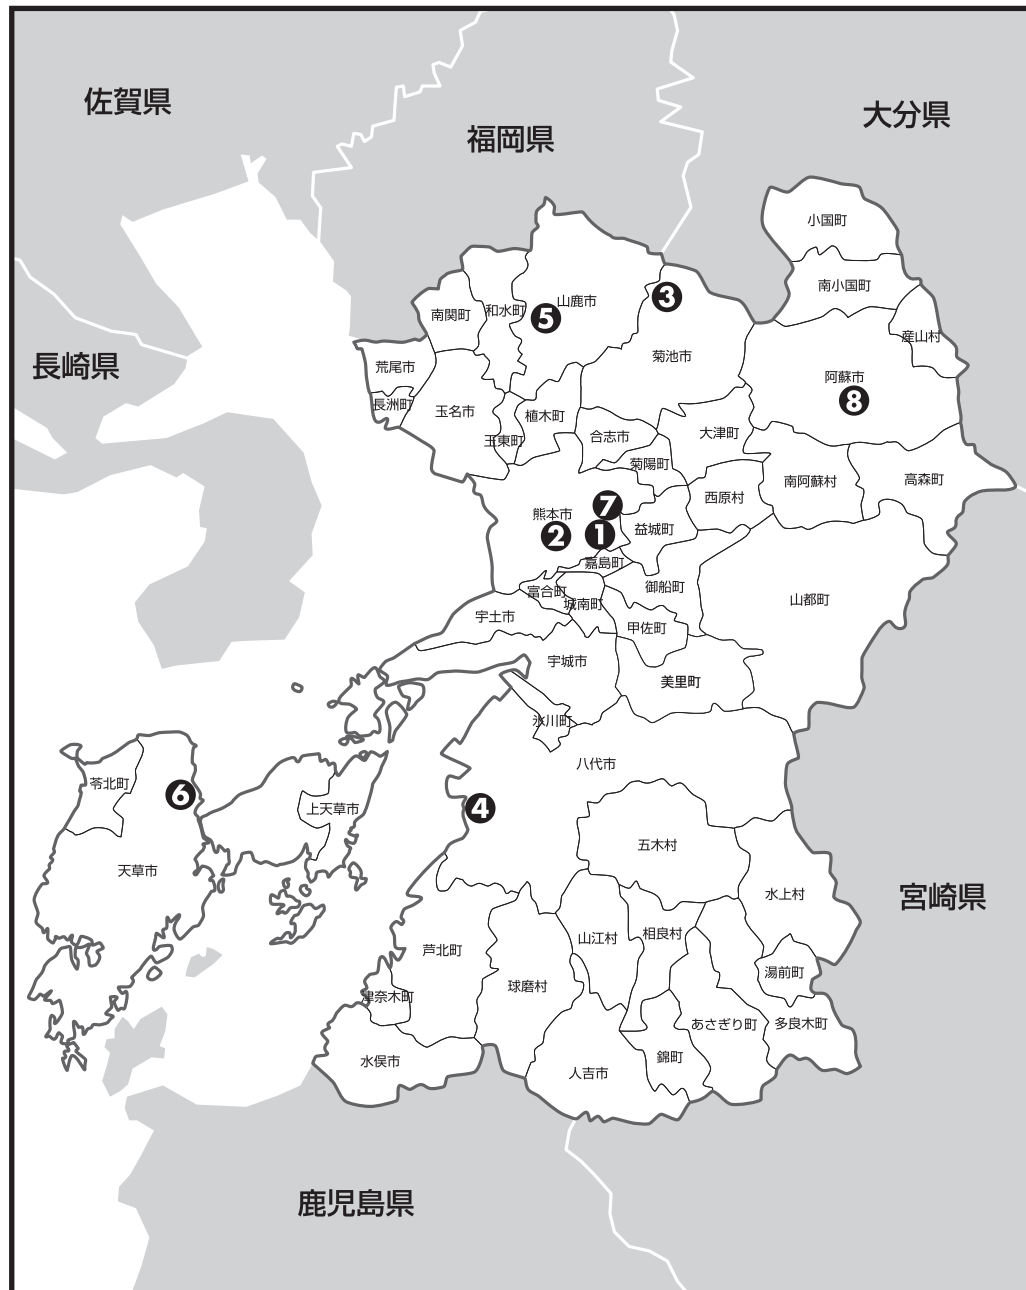 佐賀県
福岡県
大分県
長崎県
小国町
南小国町
産山村
山鹿市
❸
和水町
❺
南関町
菊池市
荒尾市
阿蘇市
❽
長洲町
玉名市
植木町
玉東町
合志市
大津町
菊陽町
南阿蘇村
高森町
西原村
❼
熊本市
❷
❶
益城町
嘉島町
御船町
富合町
城南町
山都町
宇土市
甲佐町
宇城市
美里町
氷川町
八代市
苓北町
❻
上天草市
❹
五木村
天草市
水上村
宮崎県
山江村
相良村
芦北町
湯前町
球磨村
津奈木町
あさぎり町
多良木町
水俣市
錦町
人吉市
鹿児島県